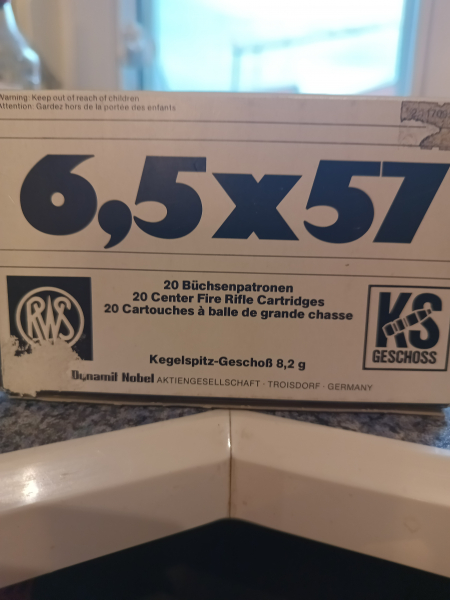 Warning: Keep out of reach of children
Attention: Gardez hors de la portée des enfants
6,5x57
RWS
20 Büchsenpatronen
20 Center Fire Rifle Cartridges
20 Cartouches à balle de grande chasse
KS
GESCHOSS
Kegelspitz-Geschoß 8,2 g
Dynamit Nobel AKTIENGESELLSCHAFT · TROISDORF · GERMANY